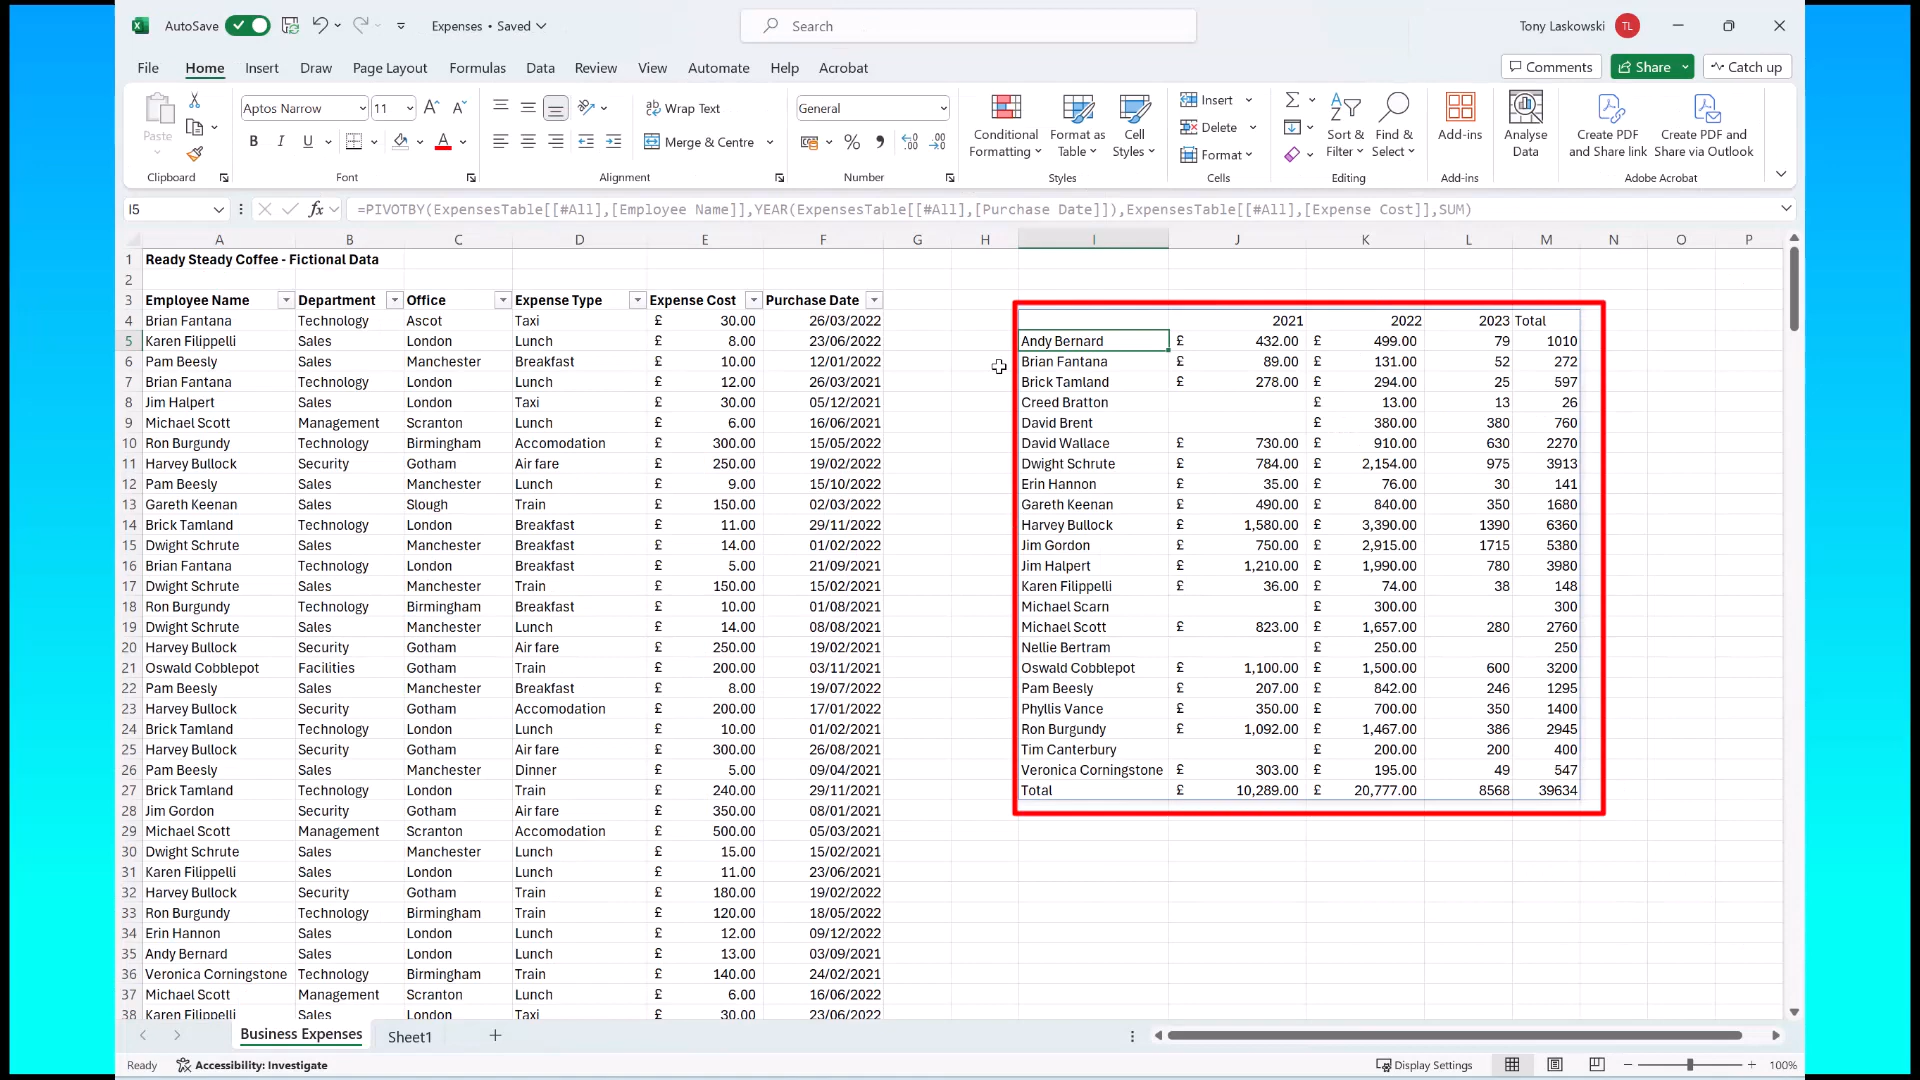 AutoSave Expenses • Saved Search Tony Laskowski TL
File Home Insert Draw Page Layout Formulas Data Review View Automate Help Acrobat Comments Share Catch up
Paste Aptos Narrow 11 Wrap Text General Conditional Formatting Format as Table Cell Styles Insert Sort & Filter Find & Select Add-ins Analyse Data Create PDF and Share link Create PDF and Share via Outlook
B I U Merge & Centre % Delete Format
Clipboard Font Alignment Number Styles Cells Editing Add-ins Adobe Acrobat
I5 fx =PIVOTBY(ExpensesTable[[#All],[Employee Name]],YEAR(ExpensesTable[[#All],[Purchase Date]]),ExpensesTable[[#All],[Expense Cost]],SUM)
A B C D E F G H I J K L M N O P
1 Ready Steady Coffee - Fictional Data
2
3 Employee Name Department Office Expense Type Expense Cost Purchase Date
4 Brian Fantana Technology Ascot Taxi £ 30.00 26/03/2022 2021 2022 2023 Total
5 Karen Filippelli Sales London Lunch £ 8.00 23/06/2022 Andy Bernard £ 432.00 £ 499.00 79 1010
6 Pam Beesly Sales Manchester Breakfast £ 10.00 12/01/2022 Brian Fantana £ 89.00 £ 131.00 52 272
7 Brian Fantana Technology London Lunch £ 12.00 26/03/2021 Brick Tamland £ 278.00 £ 294.00 25 597
8 Jim Halpert Sales London Taxi £ 30.00 05/12/2021 Creed Bratton £ 13.00 13 26
9 Michael Scott Management Scranton Lunch £ 6.00 16/06/2021 David Brent £ 380.00 380 760
10 Ron Burgundy Technology Birmingham Accomodation £ 300.00 15/05/2022 David Wallace £ 730.00 £ 910.00 630 2270
11 Harvey Bullock Security Gotham Air fare £ 250.00 19/02/2022 Dwight Schrute £ 784.00 £ 2,154.00 975 3913
12 Pam Beesly Sales Manchester Lunch £ 9.00 15/10/2022 Erin Hannon £ 35.00 £ 76.00 30 141
13 Gareth Keenan Sales Slough Train £ 150.00 02/03/2022 Gareth Keenan £ 490.00 £ 840.00 350 1680
14 Brick Tamland Technology London Breakfast £ 11.00 29/11/2022 Harvey Bullock £ 1,580.00 £ 3,390.00 1390 6360
15 Dwight Schrute Sales Manchester Breakfast £ 14.00 01/02/2022 Jim Gordon £ 750.00 £ 2,915.00 1715 5380
16 Brian Fantana Technology London Breakfast £ 5.00 21/09/2021 Jim Halpert £ 1,210.00 £ 1,990.00 780 3980
17 Dwight Schrute Sales Manchester Train £ 150.00 15/02/2021 Karen Filippelli £ 36.00 £ 74.00 38 148
18 Ron Burgundy Technology Birmingham Breakfast £ 10.00 01/08/2021 Michael Scarn £ 300.00 300
19 Dwight Schrute Sales Manchester Lunch £ 14.00 08/08/2021 Michael Scott £ 823.00 £ 1,657.00 280 2760
20 Harvey Bullock Security Gotham Air fare £ 250.00 19/02/2021 Nellie Bertram £ 250.00 250
21 Oswald Cobblepot Facilities Gotham Train £ 200.00 03/11/2021 Oswald Cobblepot £ 1,100.00 £ 1,500.00 600 3200
22 Pam Beesly Sales Manchester Breakfast £ 8.00 19/07/2022 Pam Beesly £ 207.00 £ 842.00 246 1295
23 Harvey Bullock Security Gotham Accomodation £ 200.00 17/01/2022 Phyllis Vance £ 350.00 £ 700.00 350 1400
24 Brick Tamland Technology London Lunch £ 10.00 01/02/2021 Ron Burgundy £ 1,092.00 £ 1,467.00 386 2945
25 Harvey Bullock Security Gotham Air fare £ 300.00 26/08/2021 Tim Canterbury £ 200.00 200 400
26 Pam Beesly Sales Manchester Dinner £ 5.00 09/04/2021 Veronica Corningstone £ 303.00 £ 195.00 49 547
27 Brick Tamland Technology London Train £ 240.00 29/11/2021 Total £ 10,289.00 £ 20,777.00 8568 39634
28 Jim Gordon Security Gotham Air fare £ 350.00 08/01/2021
29 Michael Scott Management Scranton Accomodation £ 500.00 05/03/2021
30 Dwight Schrute Sales Manchester Lunch £ 15.00 15/02/2021
31 Karen Filippelli Sales London Lunch £ 11.00 23/06/2021
32 Harvey Bullock Security Gotham Train £ 180.00 19/02/2022
33 Ron Burgundy Technology Birmingham Train £ 120.00 18/05/2022
34 Erin Hannon Sales London Lunch £ 12.00 09/12/2022
35 Andy Bernard Sales London Lunch £ 13.00 03/09/2021
36 Veronica Corningstone Technology Birmingham Train £ 140.00 24/02/2021
37 Michael Scott Management Scranton Lunch £ 6.00 16/06/2021
38 Karen Filippelli Sales London Taxi £ 30.00 23/06/2022
Business Expenses Sheet1
Ready Accessibility: Investigate Display Settings 100%